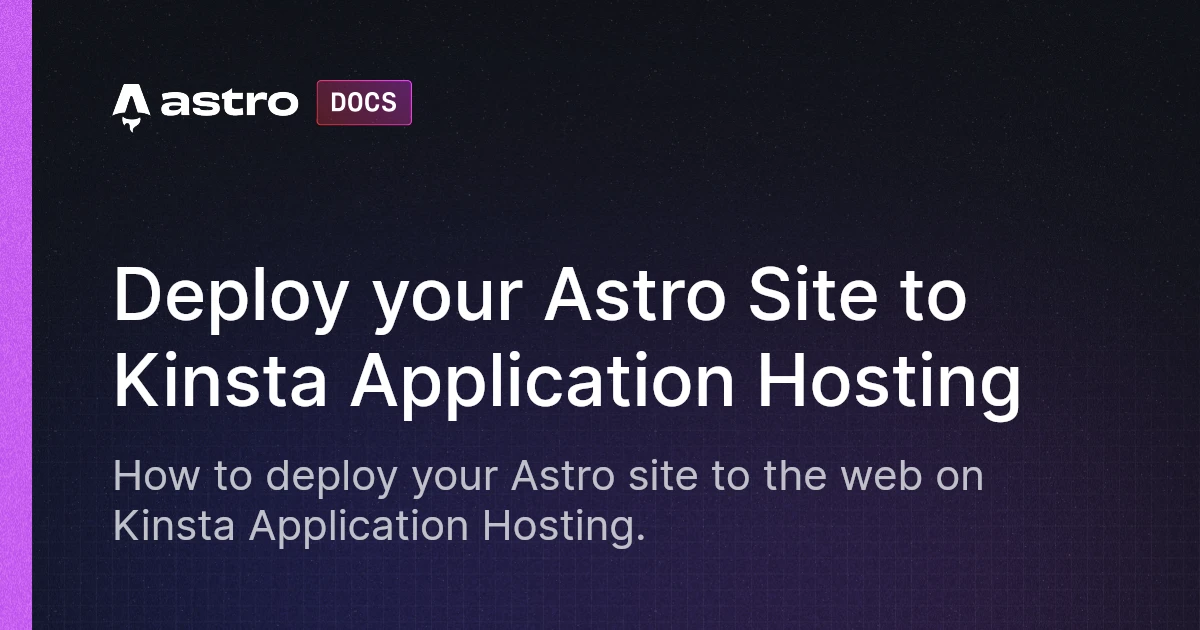 astro DOCS
Deploy your Astro Site to
Kinsta Application Hosting
How to deploy your Astro site to the web on
Kinsta Application Hosting.